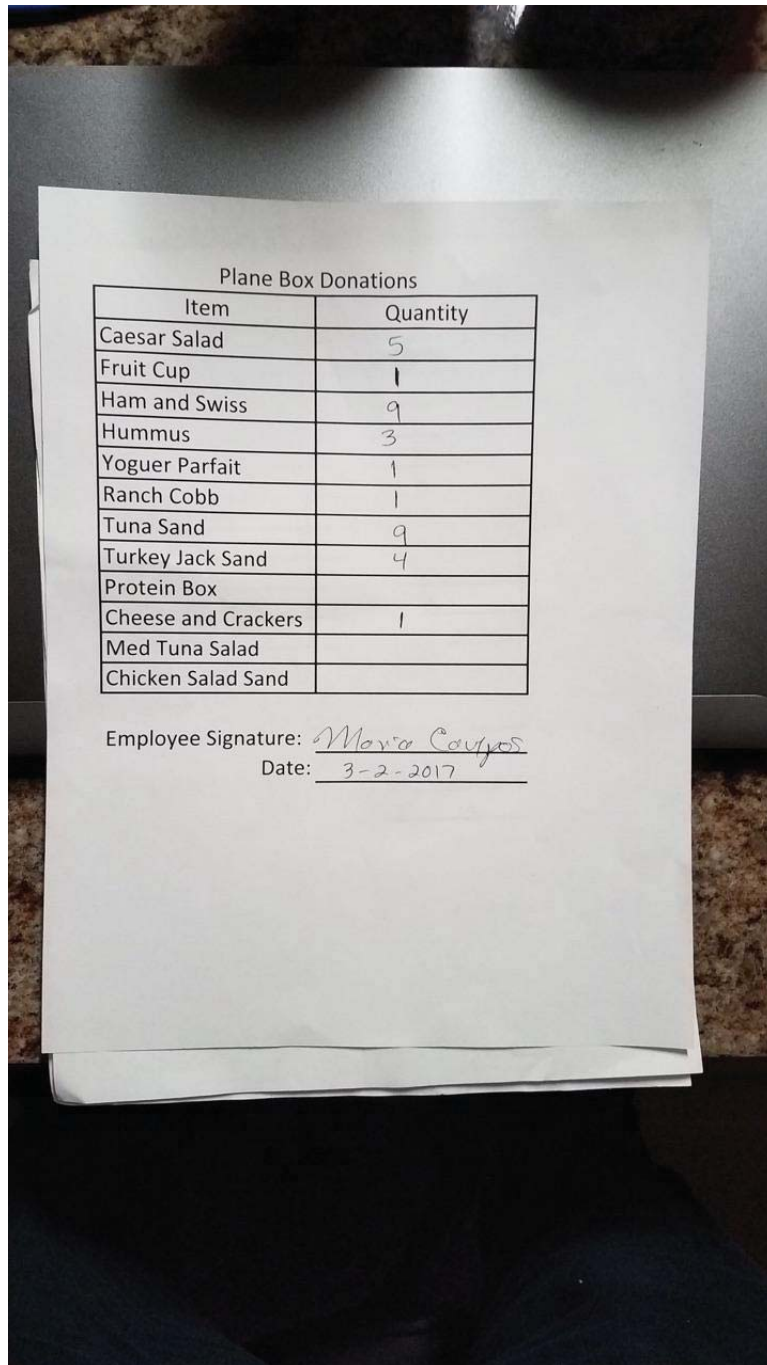 Plane Box Donations
Item Quantity
Caesar Salad 5
Fruit Cup 1
Ham and Swiss 9
Hummus 3
Yoguer Parfait 1
Ranch Cobb 1
Tuna Sand 9
Turkey Jack Sand 4
Protein Box
Cheese and Crackers 1
Med Tuna Salad
Chicken Salad Sand
Employee Signature: Maria
Date: 3-2-2017